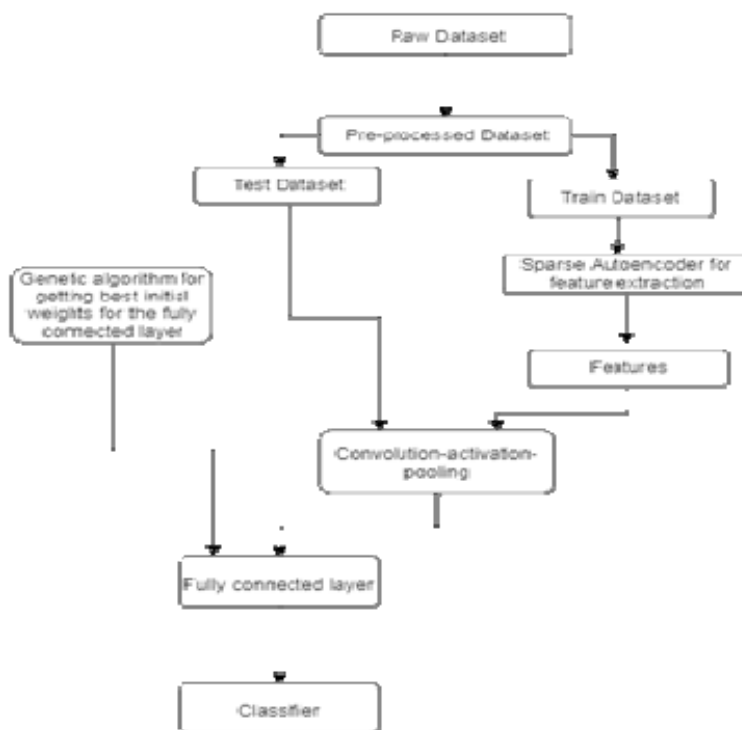 Raw Dataset
Pre-processed Dataset
Test Dataset
Train Dataset
Sparse Autoencoder for
feature extraction
Genetic algorithm for
getting best initial
weights for the fully
connected layer
Features
Convolution-activation-
pooling
Fully connected layer
Classifier